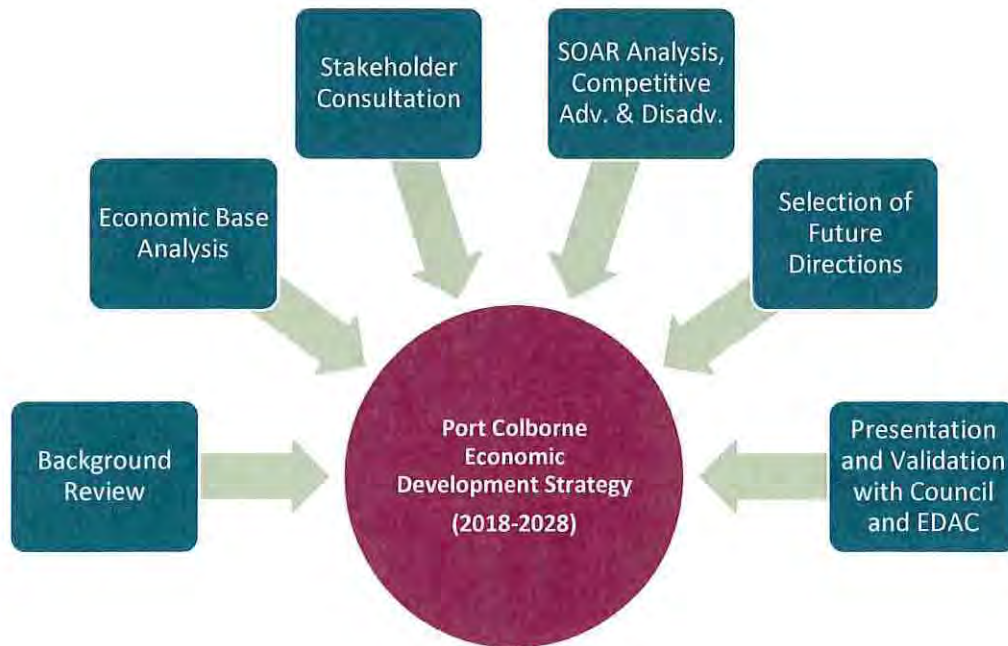 Stakeholder
Consultation
SOAR Analysis,
Competitive
Adv. & Disadv.
Economic Base
Analysis
Selection of
Future
Directions
Background
Review
Port Colborne
Economic
Development Strategy
(2018-2028)
Presentation
and Validation
with Council
and EDAC